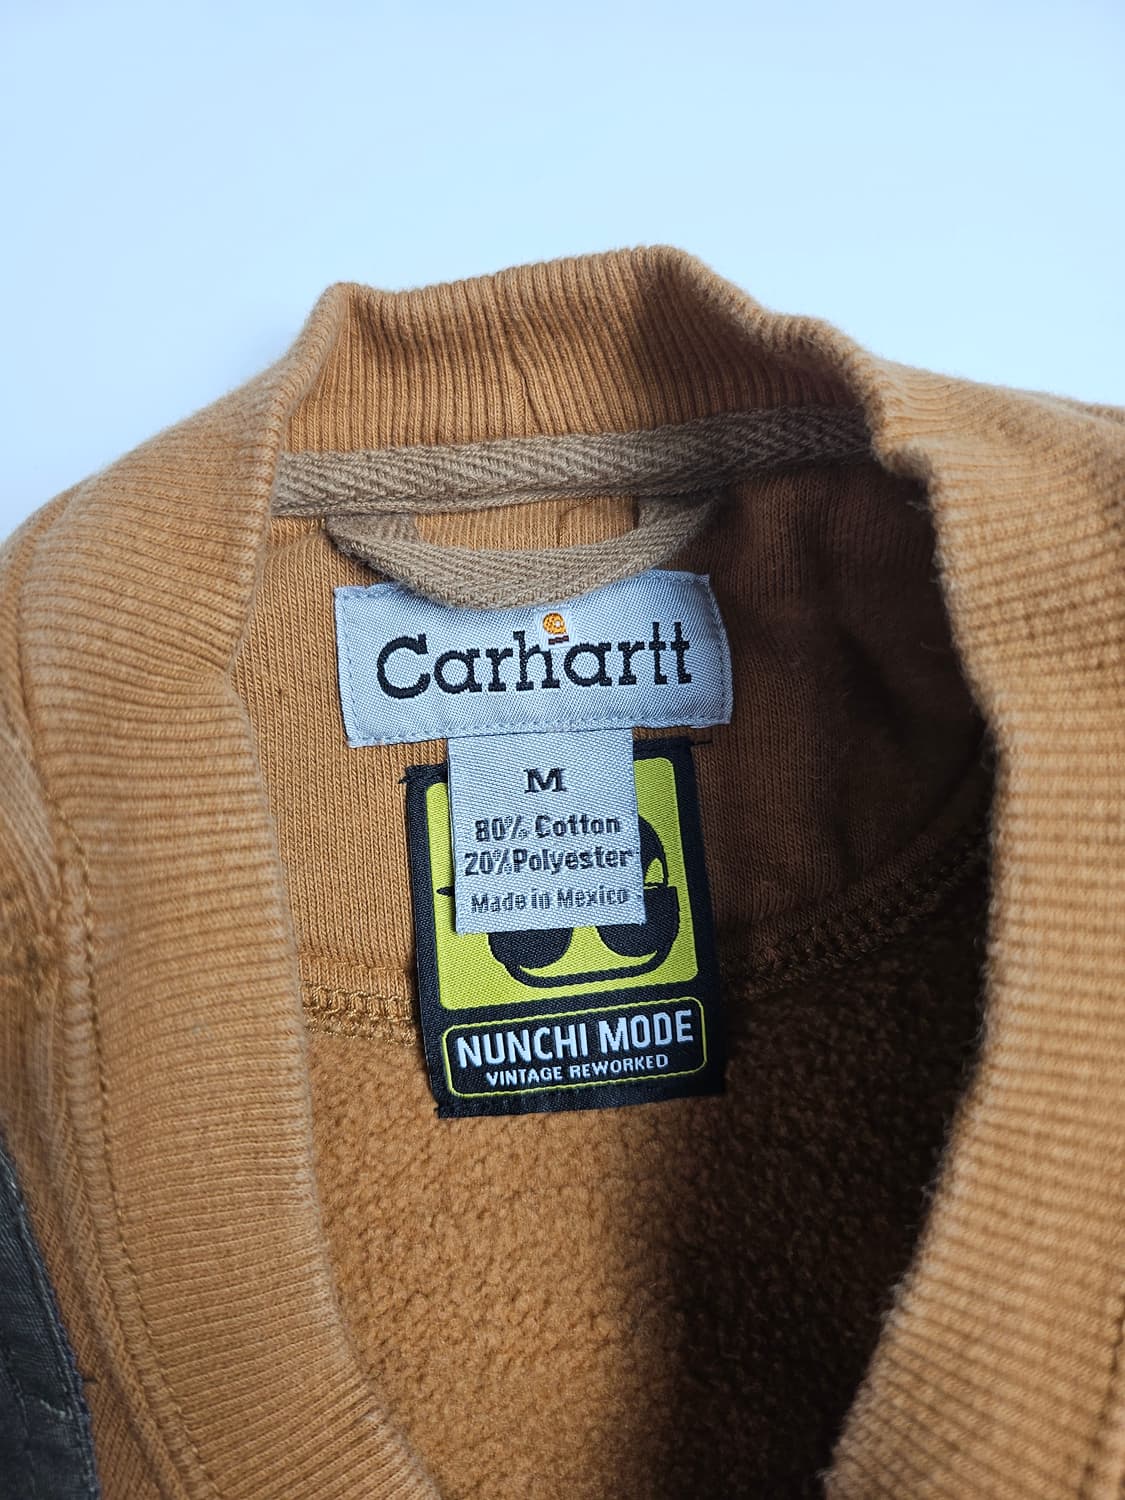 Carhartt
M
80% Cotton
20%Polyester
Made in Mexico
NUNCHI MODE
VINTAGE REWORKED